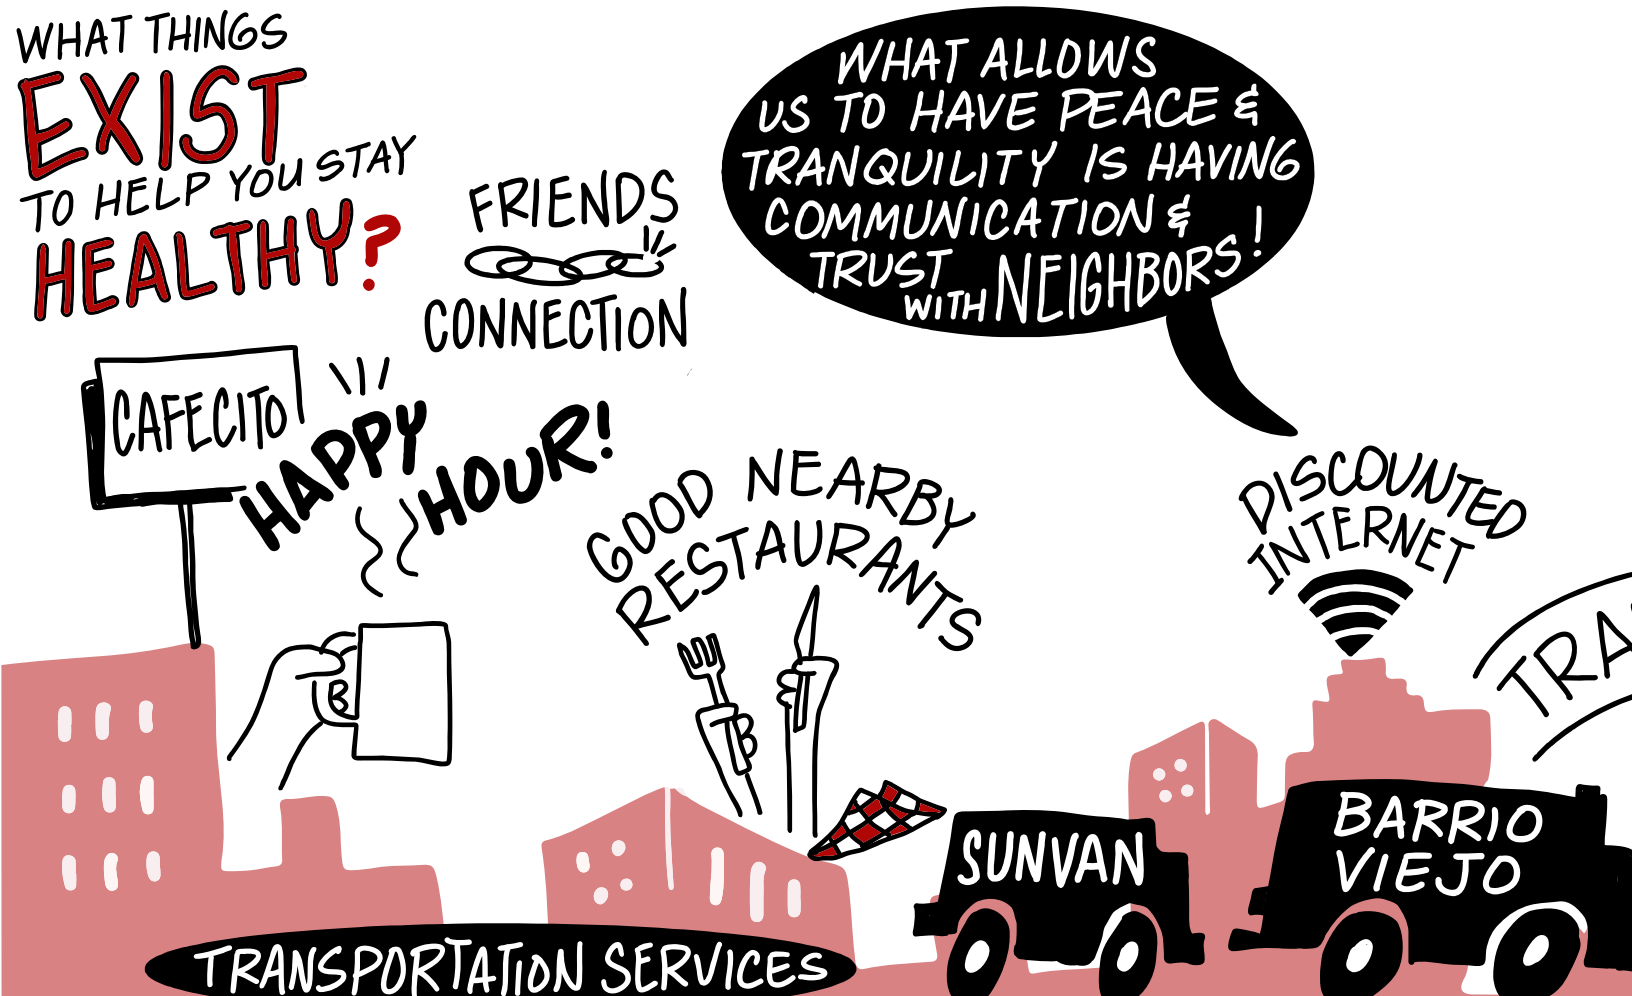 WHAT THINGS
EXIST
TO HELP YOU STAY
HEALTHY?
FRIENDS
CONNECTION
WHAT ALLOWS
US TO HAVE PEACE &
TRANQUILITY IS HAVING
COMMUNICATION &
TRUST
WITH NEIGHBORS!
CAFECITO
HAPPY
HOUR!
GOOD NEARBY
RESTAURANTS
DISCOUNTED
INTERNET
SUNVAN
BARRIO
VIEJO
TRANSPORTATION SERVICES